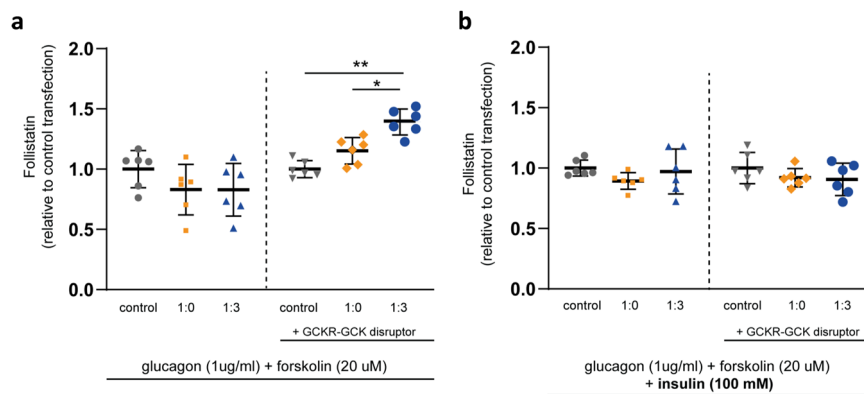 a
Follistatin
(relative to control transfection)
2.0
1.5
1.0
0.5
0.0
**
*
control 1:0 1:3 control 1:0 1:3
+ GCKR-GCK disruptor
glucagon (1ug/ml) + forskolin (20 uM)
b
Follistatin
(relative to control transfection)
2.0
1.5
1.0
0.5
0.0
control 1:0 1:3 control 1:0 1:3
+ GCKR-GCK disruptor
glucagon (1ug/ml) + forskolin (20 uM)
+ insulin (100 mM)